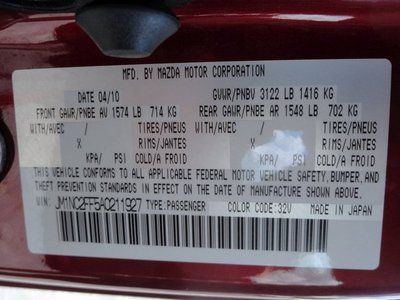 MFD. BY MAZDA MOTOR CORPORATION
DATE 04/10 GVWR/PNBV 3122 LB 1416 KG
FRONT GAWR/PNBE AV 1574 LB 714 KG REAR GAWR/PNBE AR 1548 LB 702 KG
WITH/AVEC / TIRES/PNEUS WITH/AVEC / TIRES/PNEUS
X RIMS/JANTES X RIMS/JANTES
KPA/ PSI COLD/A FROID KPA/ PSI COLD/A FROID
THIS VEHICLE CONFORMS TO ALL APPLICABLE FEDERAL MOTOR VEHICLE SAFETY, BUMPER, AND
THEFT PREVENTION STANDARDS IN EFFECT ON THE DATE OF MANUFACTURE SHOWN ABOVE.
VIN: JM1NC2FF5A0211927 TYPE:PASSENGER COLOR CODE:32V MADE IN JAPAN